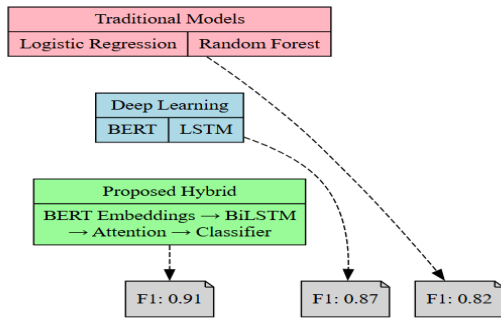 Traditional Models
Logistic Regression Random Forest
Deep Learning
BERT LSTM
Proposed Hybrid
BERT Embeddings → BiLSTM
→ Attention → Classifier
F1: 0.91 F1: 0.87 F1: 0.82